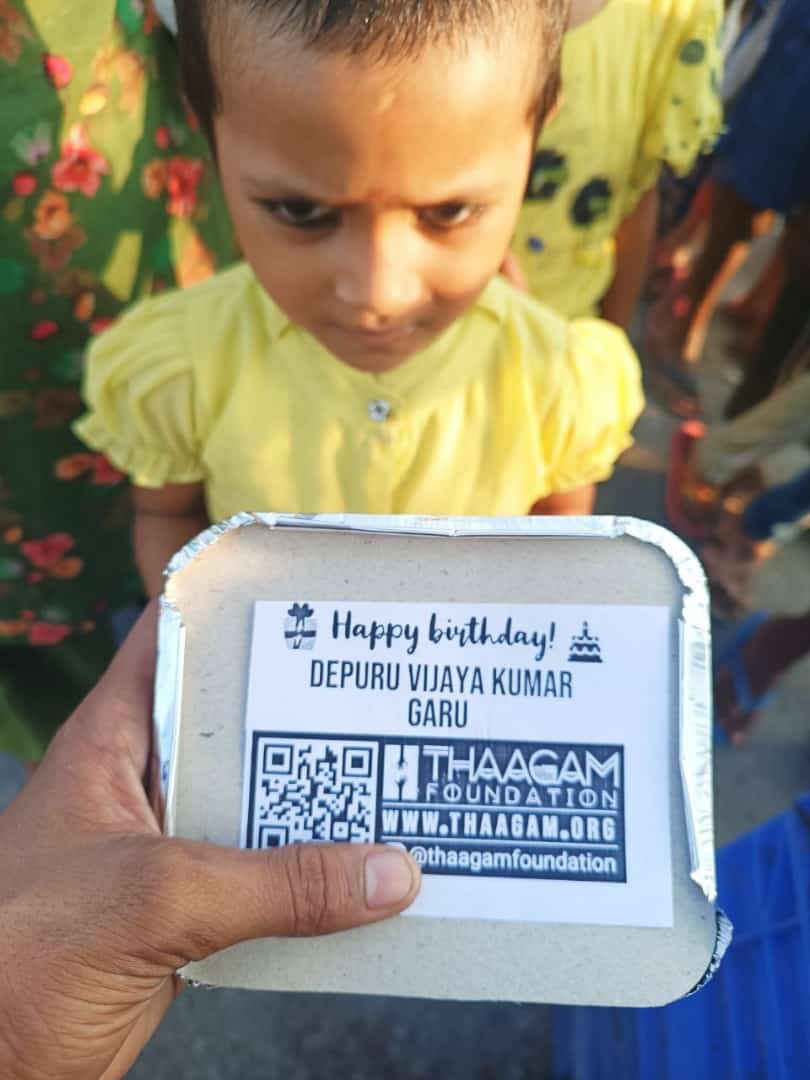 Happy birthday!
DEPURU VIJAYA KUMAR
GARU
THAAGAM
FOUNDATION
WWW.THAAGAM.ORG
@thaagamfoundation